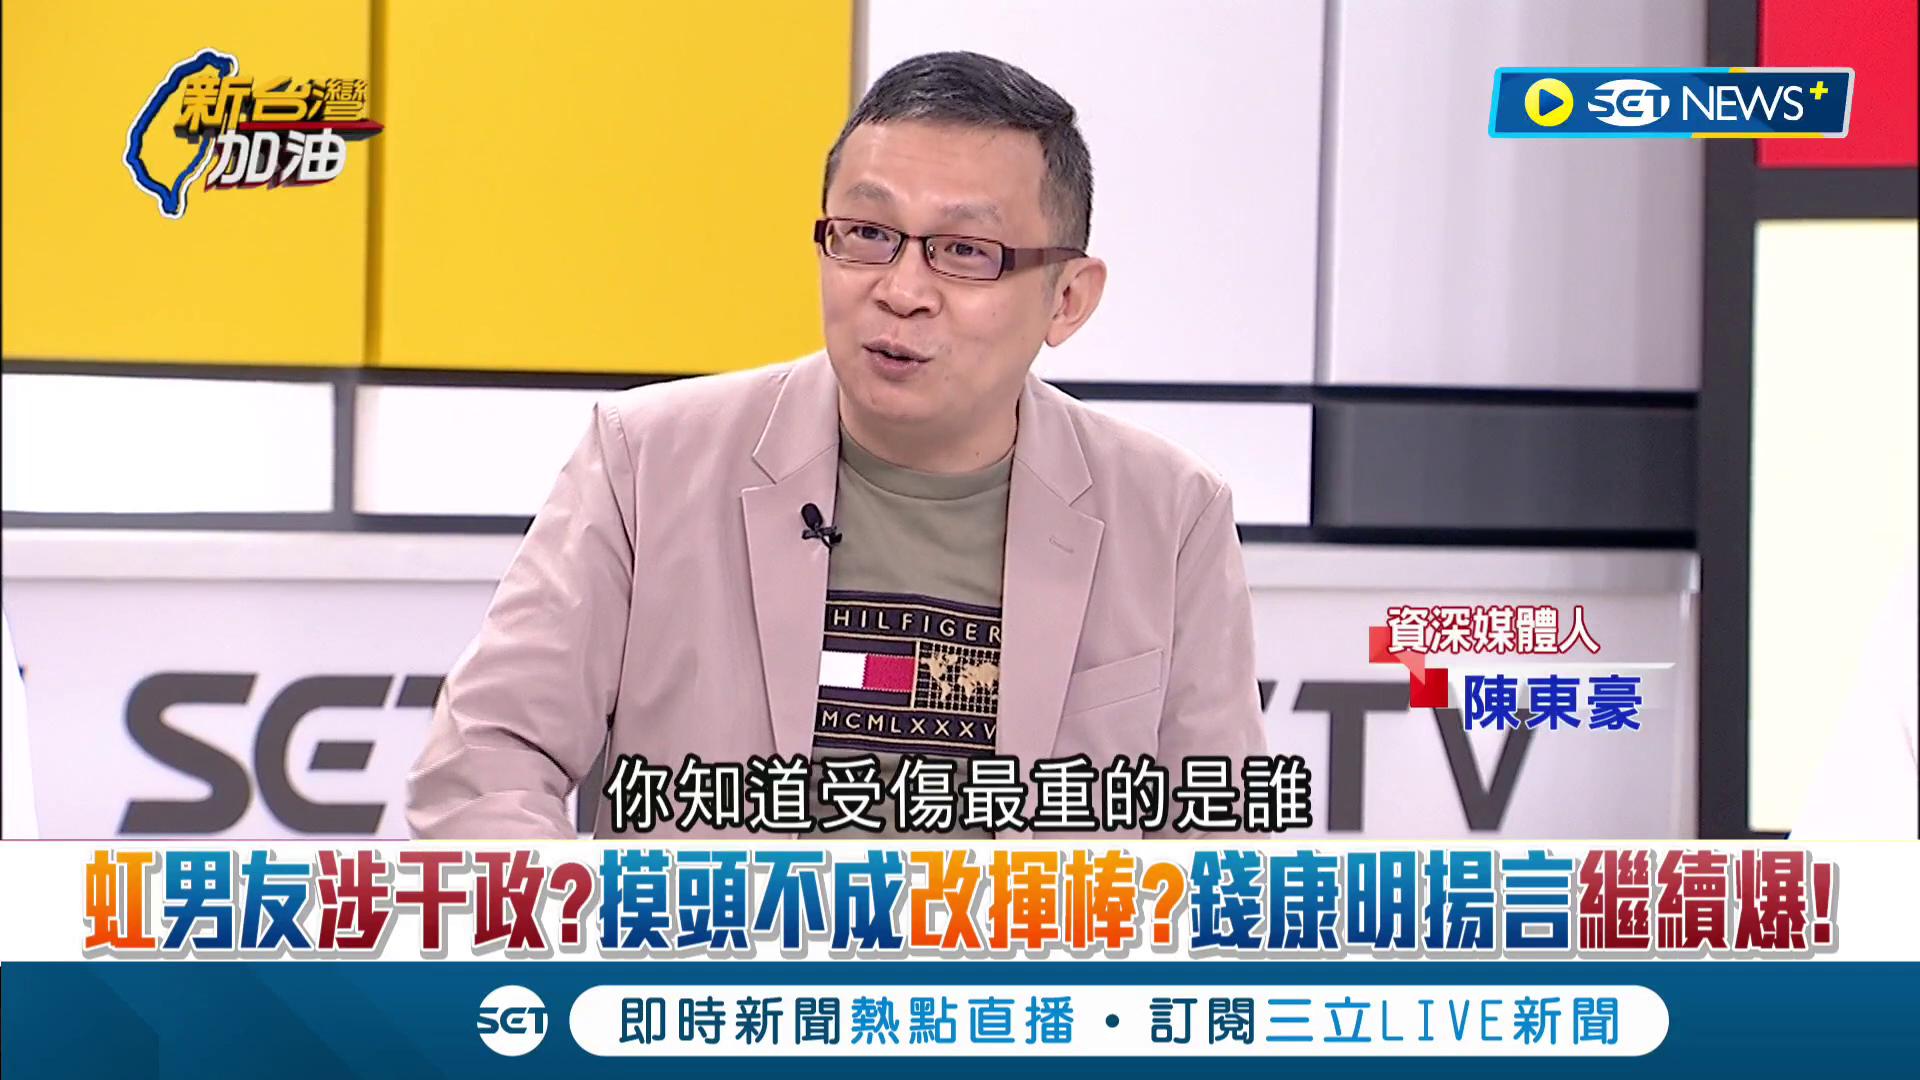 新台灣
加油
SET NEWS+
HILFIGER
MCMLXXXV
資深媒體人
陳東豪
SET
TV
你知道受傷最重的是誰
虹男友涉干政?摸頭不成改揮棒?錢康明揚言繼續爆!
SET 即時新聞熱點直播・訂閱三立LIVE新聞